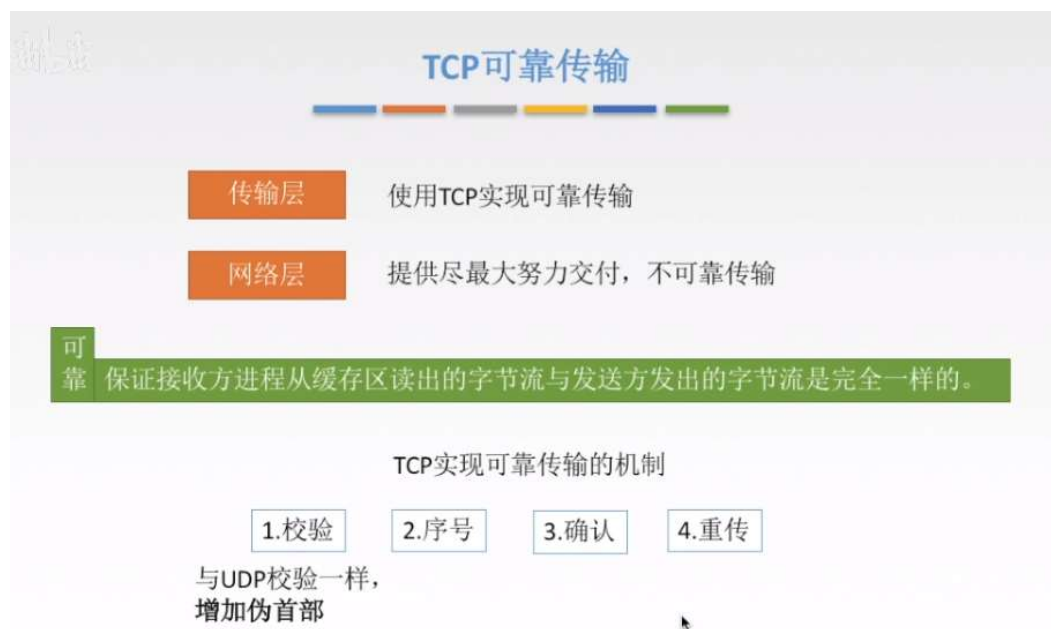 TCP可靠传输
传输层
使用TCP实现可靠传输
网络层
提供尽最大努力交付，不可靠传输
可靠
保证接收方进程从缓存区读出的字节流与发送方发出的字节流是完全一样的。
TCP实现可靠传输的机制
1.校验
2.序号
3.确认
4.重传
与UDP校验一样，
增加伪首部